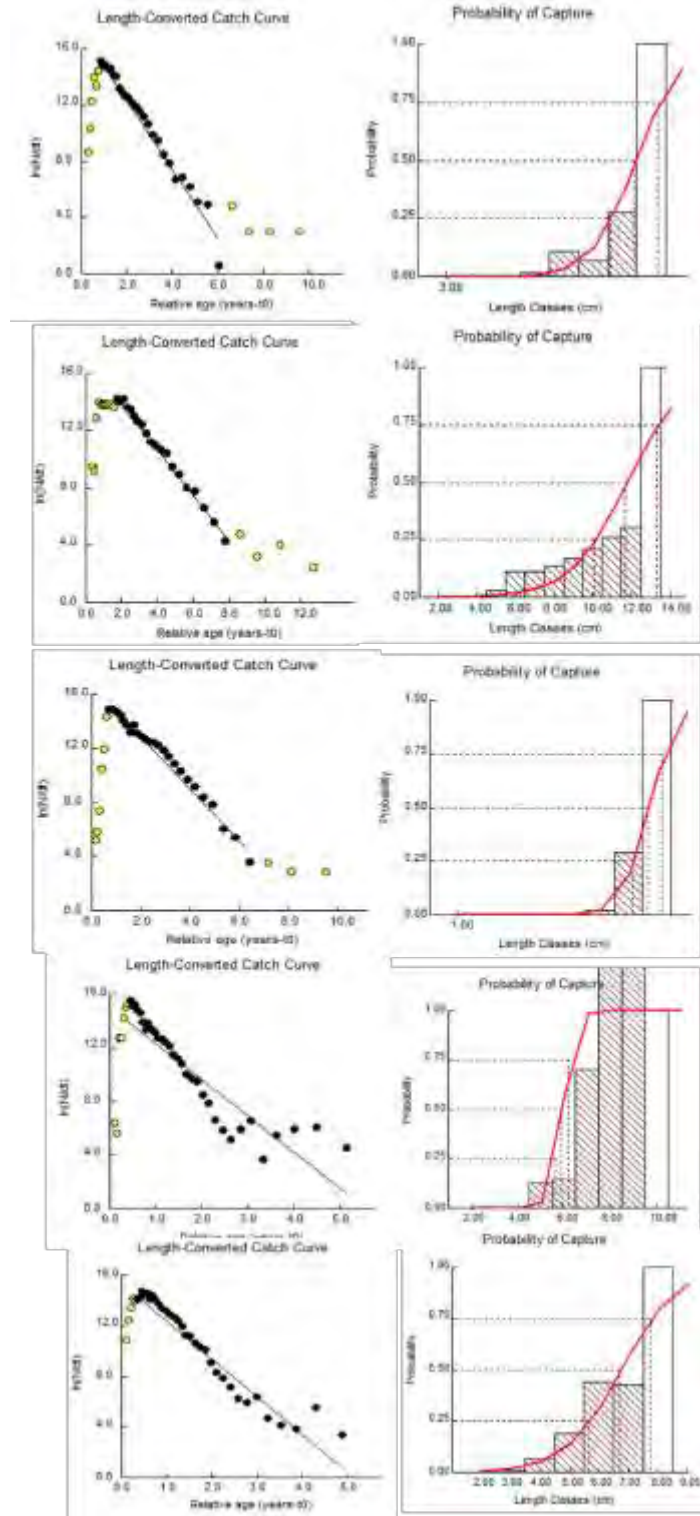 Length-Converted Catch Curve
16.0
12.0
8.0
4.0
0.0
ln(N/dt)
0.0 2.0 4.0 6.0 8.0 10.0
Relative age (years-t0)
Probability of Capture
1.00
0.75
0.50
0.25
0.00
Probability
Length Classes (cm)
Length-Converted Catch Curve
16.0
12.0
8.0
4.0
0.0
ln(N/dt)
0.0 2.0 4.0 6.0 8.0 10.0 12.0
Relative age (years-t0)
Probability of Capture
1.00
0.75
0.50
0.25
0.00
Probability
2.00 4.00 6.00 8.00 10.00 12.00 14.00
Length Classes (cm)
Length-Converted Catch Curve
16.0
12.0
8.0
4.0
0.0
ln(N/dt)
0.0 2.0 4.0 6.0 8.0 10.0
Relative age (years-t0)
Probability of Capture
1.00
0.75
0.50
0.25
0.00
Probability
Length Classes (cm)
Length-Converted Catch Curve
16.0
12.0
8.0
4.0
0.0
ln(N/dt)
0.0 1.0 2.0 3.0 4.0 5.0
Relative age (years-t0)
Probability of Capture
1.00
0.75
0.50
0.25
0.00
Probability
2.00 4.00 6.00 8.00 10.00
Length Classes (cm)
Length-Converted Catch Curve
16.0
12.0
8.0
4.0
0.0
ln(N/dt)
0.0 1.0 2.0 3.0 4.0 5.0
Relative age (years-t0)
Probability of Capture
1.00
0.75
0.50
0.25
0.00
Probability
2.00 3.00 4.00 5.00 6.00 7.00 8.00 9.00
Length Classes (cm)